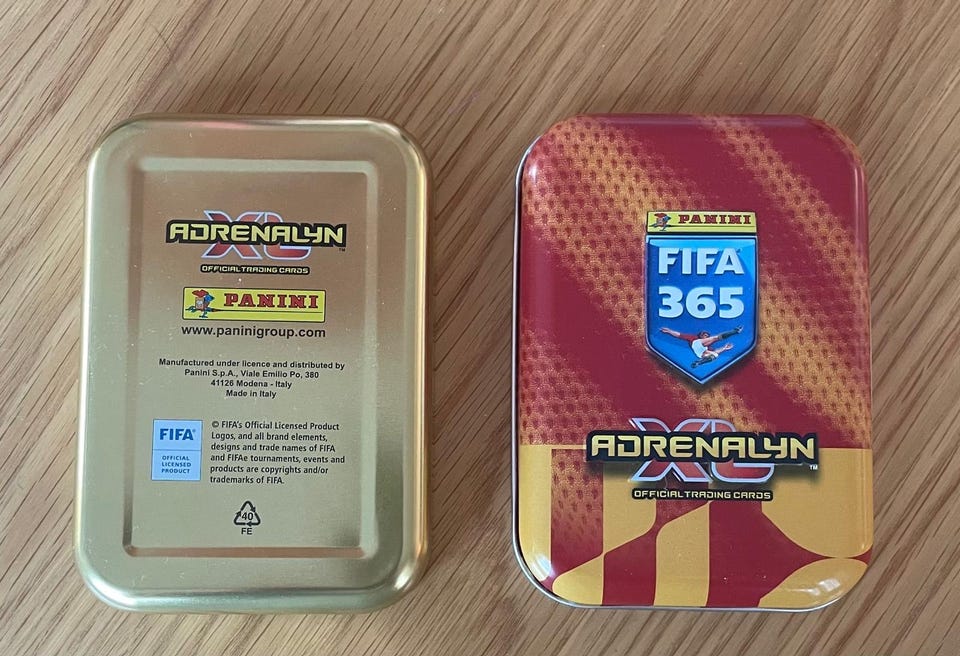 ADRENALYN
XL
TM
OFFICIAL TRADING CARDS
PANINI
www.paninigroup.com
Manufactured under licence and distributed by
Panini S.p.A., Viale Emilio Po, 380
41126 Modena - Italy
Made in Italy
FIFA®
OFFICIAL
LICENSED
PRODUCT
© FIFA's Official Licensed Product
Logos, and all brand elements,
designs and trade names of FIFA
and FIFAe tournaments, events and
products are copyrights and/or
trademarks of FIFA.
40
FE
PANINI
FIFA
365
ADRENALYN
XL
TM
OFFICIAL TRADING CARDS